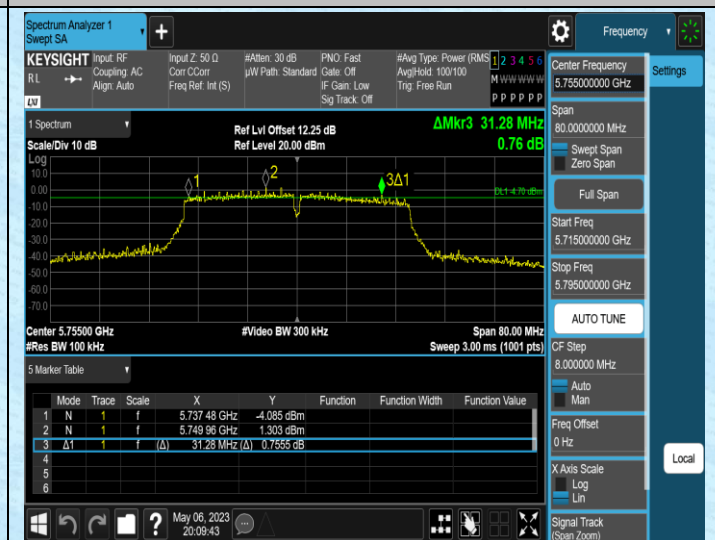 Spectrum Analyzer 1
Swept SA
+
Frequency
KEYSIGHT
RL
LXI
Input: RF
Coupling: AC
Align: Auto
Input Z: 50 Ω
Corr CCorr
Freq Ref: Int (S)
#Atten: 30 dB
µW Path: Standard
PNO: Fast
Gate: Off
IF Gain: Low
Sig Track: Off
#Avg Type: Power (RMS
Avg|Hold: 100/100
Trig: Free Run
1 2 3 4 5 6
M W W W W W
P P P P P P
Center Frequency
5.755000000 GHz
Settings
Span
80.0000000 MHz
Swept Span
Zero Span
Full Span
Start Freq
5.715000000 GHz
Stop Freq
5.795000000 GHz
AUTO TUNE
CF Step
8.000000 MHz
Auto
Man
Freq Offset
0 Hz
X Axis Scale
Log
Lin
Signal Track
(Span Zoom)
Local
1 Spectrum
Scale/Div 10 dB
Ref Lvl Offset 12.25 dB
Ref Level 20.00 dBm
ΔMkr3 31.28 MHz
0.76 dB
Log
10.0
0.00
-10.0
-20.0
-30.0
-40.0
-50.0
-60.0
-70.0
1
2
3Δ1
DL1 -4.70 dBm
Center 5.75500 GHz
#Video BW 300 kHz
Span 80.00 MHz
#Res BW 100 kHz
Sweep 3.00 ms (1001 pts)
5 Marker Table
Mode Trace Scale X Y Function Function Width Function Value
1 N 1 f 5.737 48 GHz -4.085 dBm
2 N 1 f 5.749 96 GHz 1.303 dBm
3 Δ1 1 f (Δ) 31.28 MHz (Δ) 0.7555 dB
4
5
6
?
May 06, 2023
20:09:43